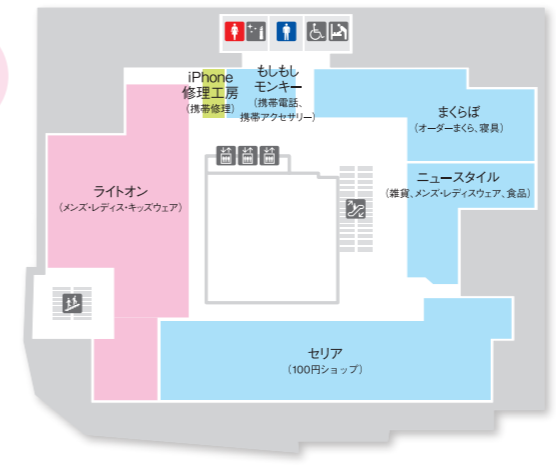 iPhone
修理工房
(携帯修理)
もしもし
モンキー
(携帯電話、
携帯アクセサリー)
まくらぼ
(オーダーまくら、寝具)
ニュースタイル
(雑貨、メンズ・レディスウェア、食品)
ライトオン
(メンズ・レディス・キッズウェア)
セリア
(100円ショップ)